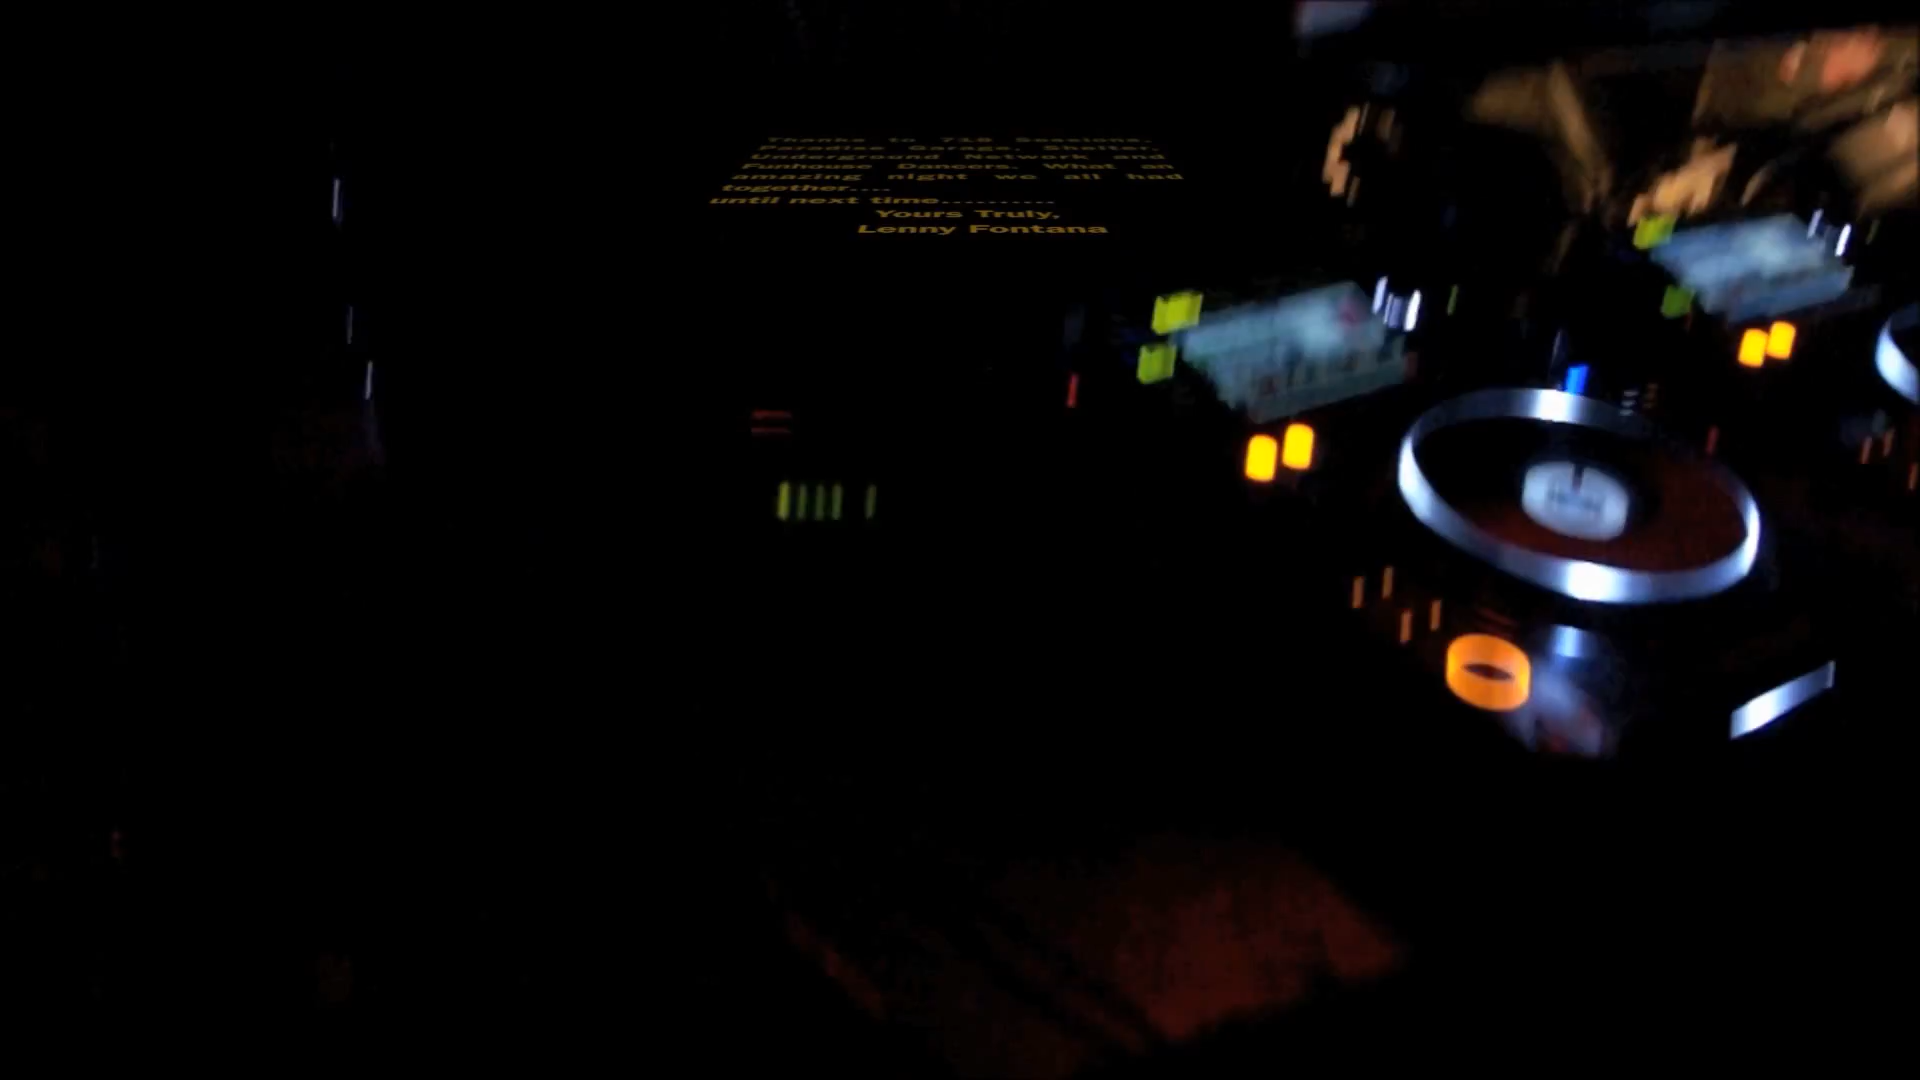 Thanks to 718 Sessions,
Paradise Garage, Shelter,
Underground Network and
Funhouse Dancers. What an
amazing night we all had
together....
until next time............
Yours Truly,
Lenny Fontana